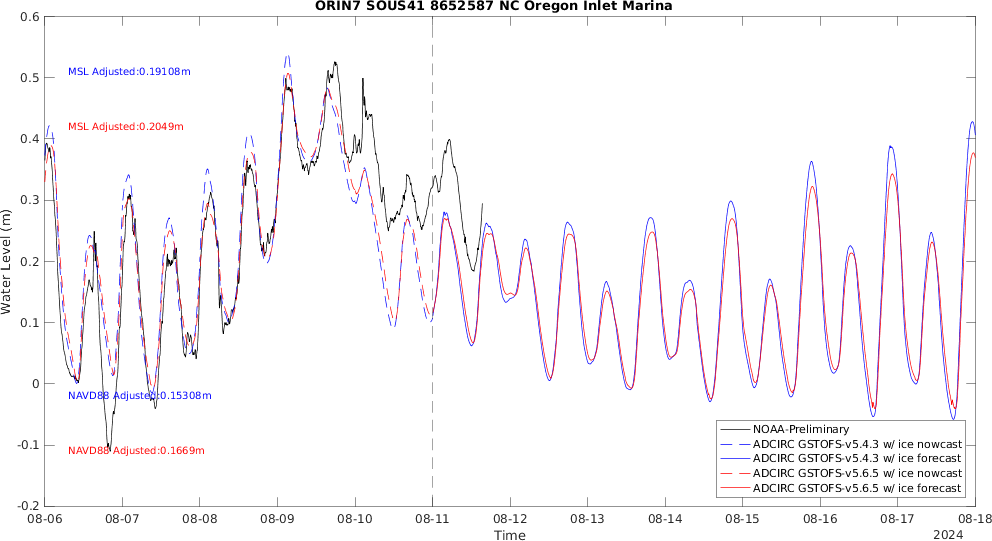 ORIN7 SOUS41 8652587 NC Oregon Inlet Marina
0.6
0.5
0.4
0.3
0.2
0.1
0
-0.1
-0.2
Water Level (m)
MSL Adjusted:0.19108m
MSL Adjusted:0.2049m
NAVD88 Adjusted:0.15308m
NAVD88 Adjusted:0.1669m
NOAA-Preliminary
ADCIRC GSTOFS-v5.4.3 w/ ice nowcast
ADCIRC GSTOFS-v5.4.3 w/ ice forecast
ADCIRC GSTOFS-v5.6.5 w/ ice nowcast
ADCIRC GSTOFS-v5.6.5 w/ ice forecast
08-06 08-07 08-08 08-09 08-10 08-11 08-12 08-13 08-14 08-15 08-16 08-17 08-18
Time
2024